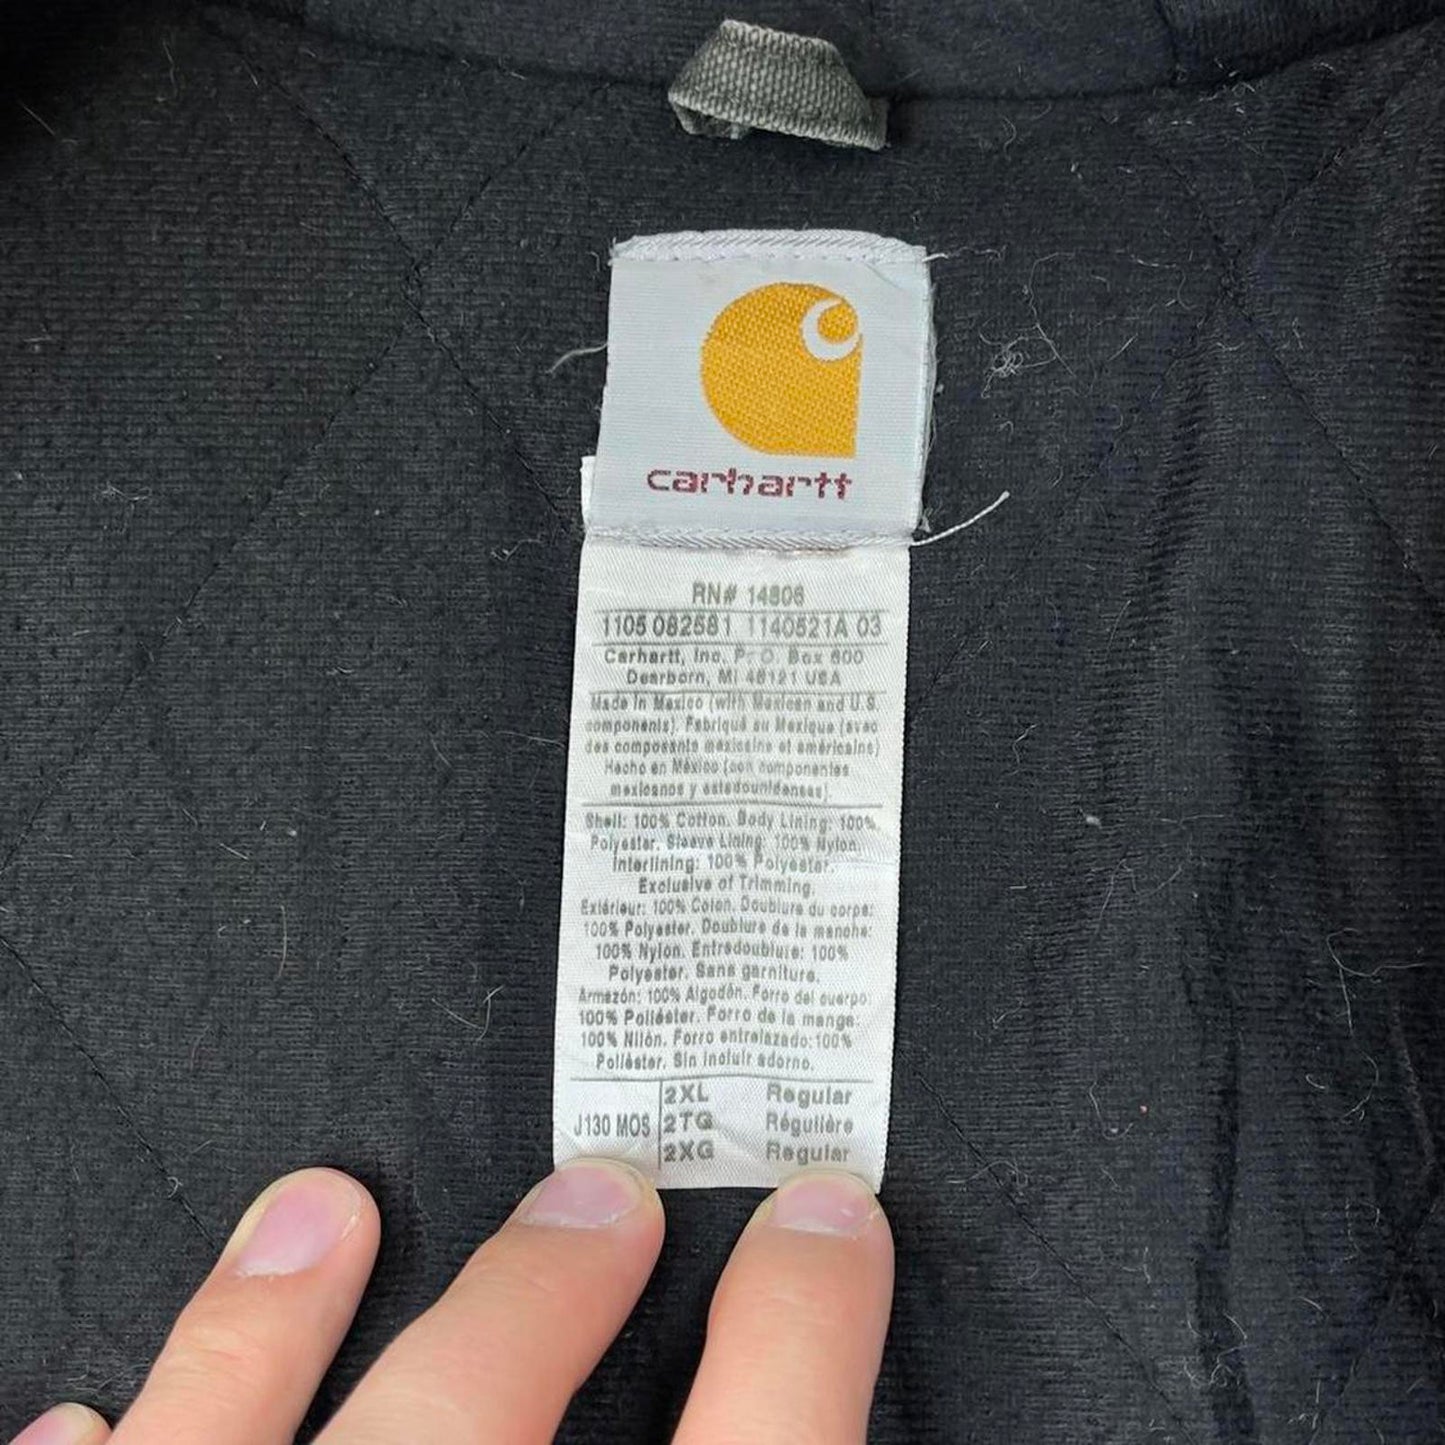 carhartt
RN# 14806
1105 082581 1140521A 03
Carhartt, Inc. P. O. Box 600
Dearborn, MI 48121 USA
Made in Mexico (with Mexican and U.S.
components). Fabriqué au Mexique (avec
des composants mexicains et américains)
Hecho en México (con componentes
mexicanos y estadounidenses).
Shell: 100% Cotton. Body Lining: 100%
Polyester. Sleeve Lining: 100% Nylon.
Interlining: 100% Polyester.
Exclusive of Trimming.
Extérieur: 100% Coton. Doublure du corps:
100% Polyester. Doublure de la manche:
100% Nylon. Entredoublure: 100%
Polyester. Sans garniture.
Armazón: 100% Algodón. Forro del cuerpo:
100% Poliéster. Forro de la manga:
100% Nilón. Forro entrelazado:100%
Poliéster. Sin incluir adorno.
J130 MOS
2XL Regular
2TG Régulière
2XG Regular